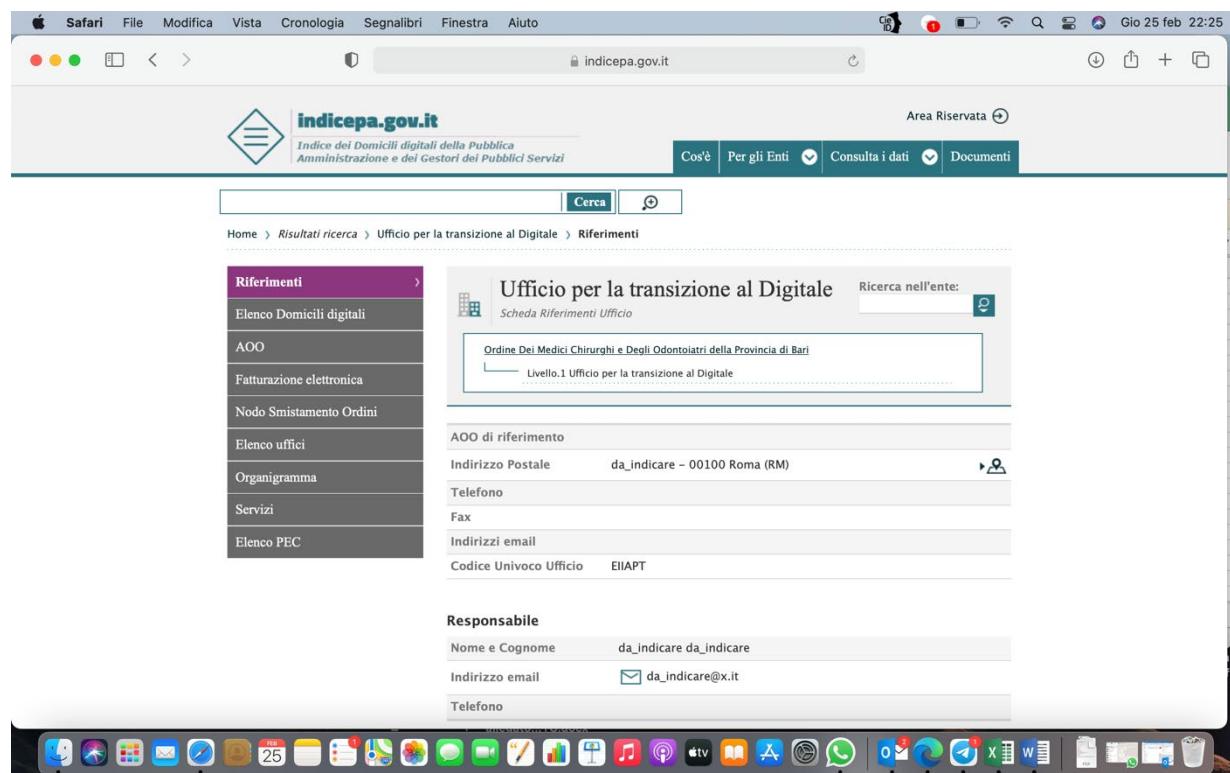 Safari File Modifica Vista Cronologia Segnalibri Finestra Aiuto Gio 25 feb 22:25
indicepa.gov.it
indicepa.gov.it
Indice dei Domicili digitali della Pubblica
Amministrazione e dei Gestori dei Pubblici Servizi
Area Riservata
Cos'è Per gli Enti Consulta i dati Documenti
Cerca
Home Risultati ricerca Ufficio per la transizione al Digitale Riferimenti
Riferimenti
Elenco Domicili digitali
AOO
Fatturazione elettronica
Nodo Smistamento Ordini
Elenco uffici
Organigramma
Servizi
Elenco PEC
Ufficio per la transizione al Digitale
Scheda Riferimenti Ufficio
Ricerca nell'ente:
Ordine Dei Medici Chirurghi e Degli Odontoiatri della Provincia di Bari
Livello.1 Ufficio per la transizione al Digitale
AOO di riferimento
Indirizzo Postale da_indicare – 00100 Roma (RM)
Telefono
Fax
Indirizzi email
Codice Univoco Ufficio EIIAPT
Responsabile
Nome e Cognome da_indicare da_indicare
Indirizzo email da_indicare@x.it
Telefono
FEB
25
tv